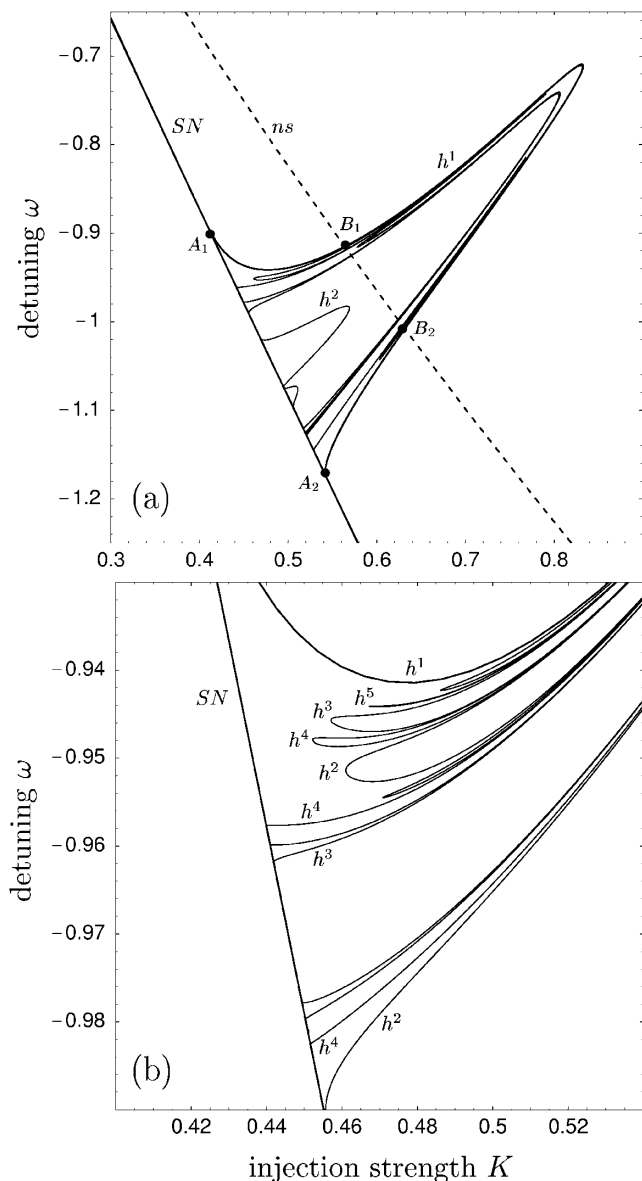 −0.7
−0.8
−0.9
−1
−1.1
−1.2
detuning ω
SN
ns
h¹
A₁
B₁
h²
B₂
A₂
(a)
0.3 0.4 0.5 0.6 0.7 0.8
−0.94
−0.95
−0.96
−0.97
−0.98
detuning ω
SN
h¹
h⁵
h³
h⁴
h²
h⁴
h³
h⁴
h²
(b)
0.42 0.44 0.46 0.48 0.5 0.52
injection strength K